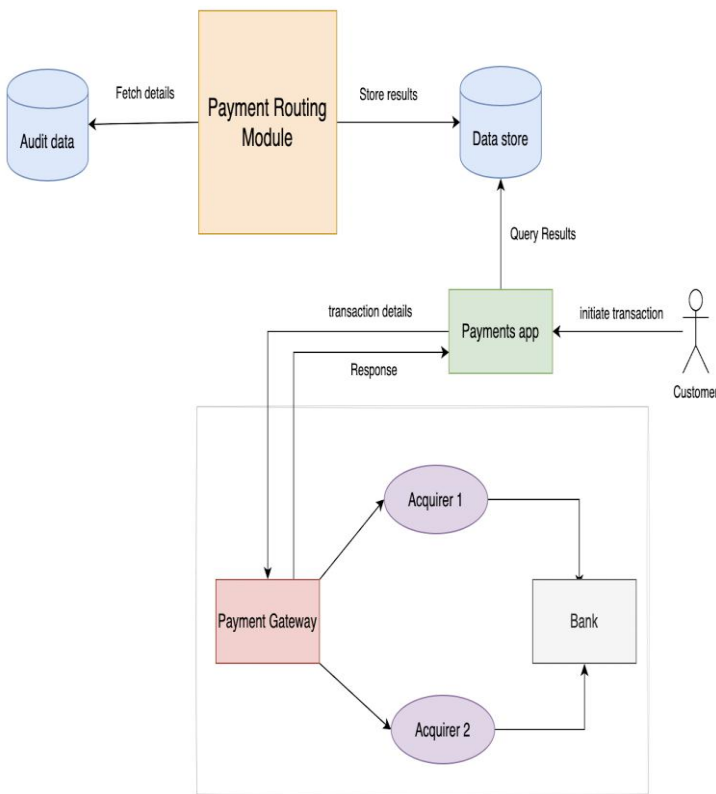 Fetch details
Payment Routing
Module
Store results
Audit data
Data store
Query Results
transaction details
Payments app
initiate transaction
Response
Customer
Acquirer 1
Payment Gateway
Bank
Acquirer 2